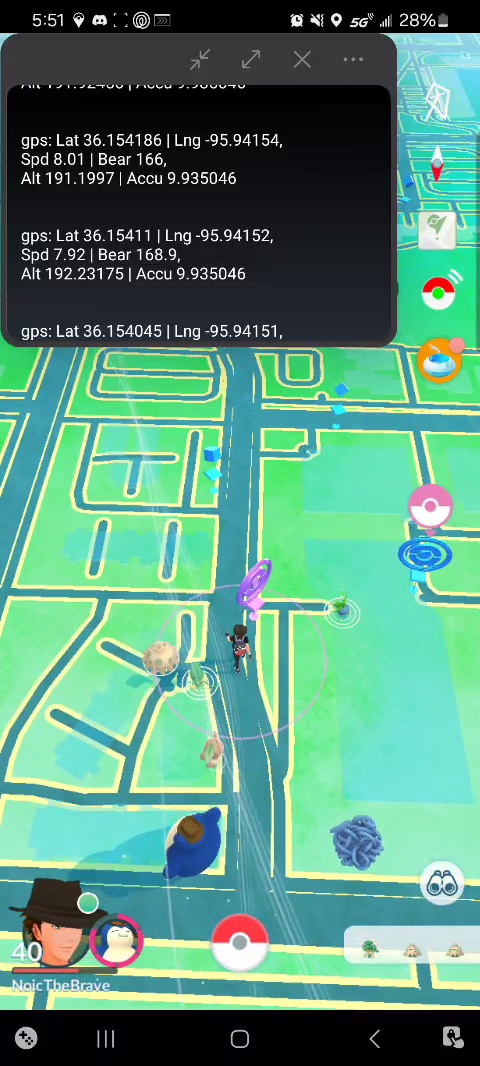 5:51
5G
28%
Alt 191.92480 | Accu 9.935046
gps: Lat 36.154186 | Lng -95.94154,
Spd 8.01 | Bear 166,
Alt 191.1997 | Accu 9.935046
gps: Lat 36.15411 | Lng -95.94152,
Spd 7.92 | Bear 168.9,
Alt 192.23175 | Accu 9.935046
gps: Lat 36.154045 | Lng -95.94151,
40
NoicTheBrave